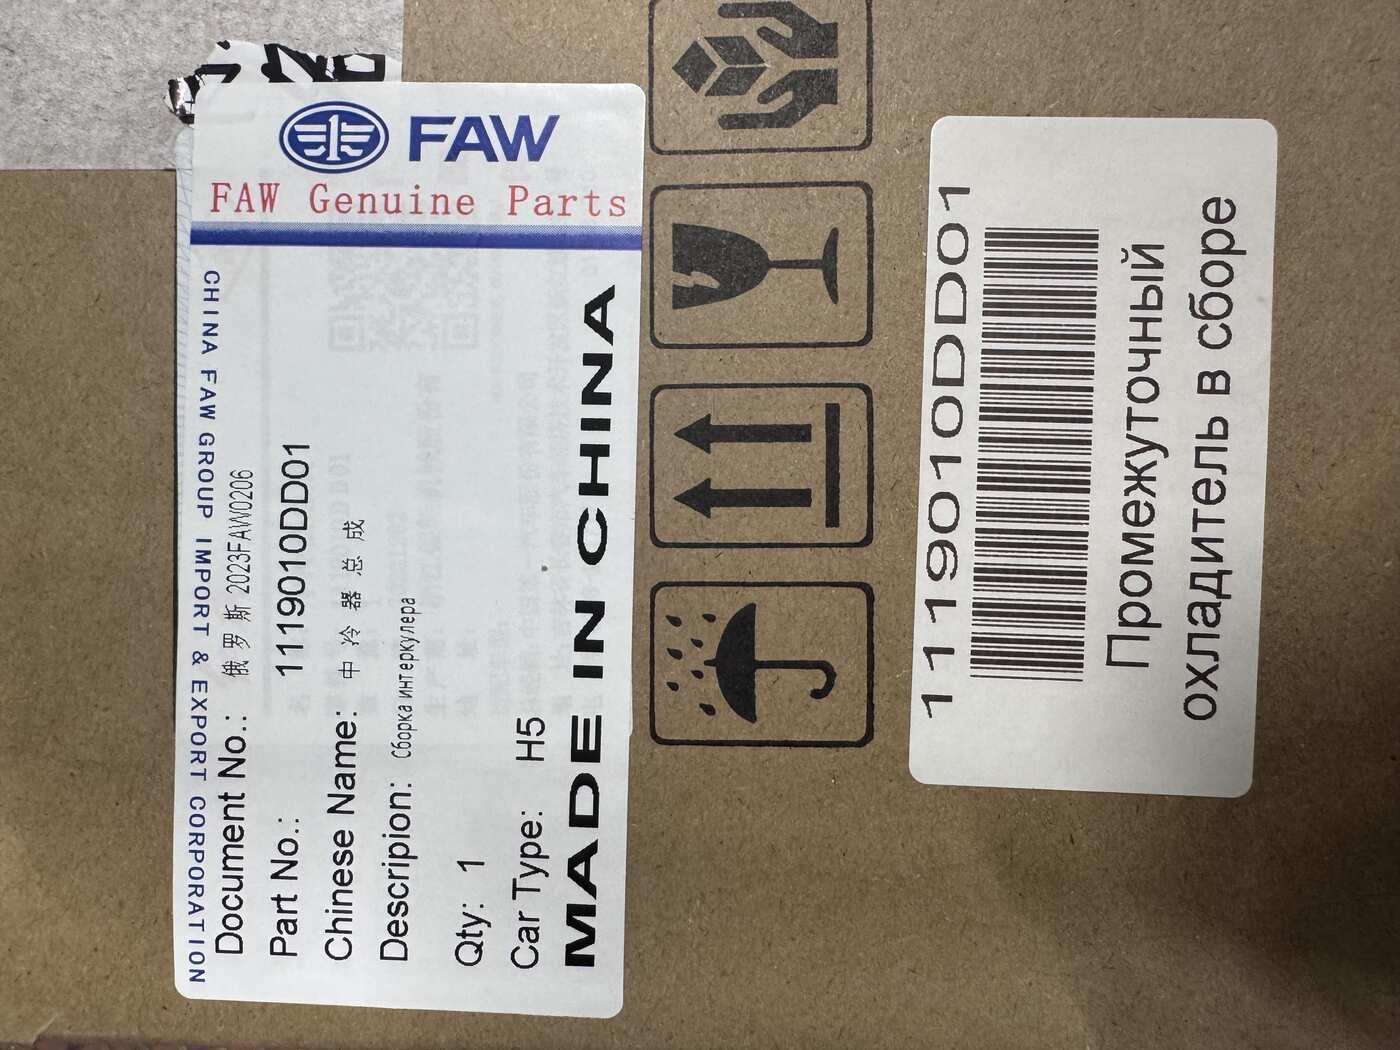 FAW
FAW Genuine Parts
CHINA FAW GROUP IMPORT & EXPORT CORPORATION
Document No.: 俄罗斯 2023FAW0206
Part No.: 1119010DD01
Chinese Name: 中冷器总成
Descripion: Сборка интеркулера
Qty: 1
Car Type: H5
MADE IN CHINA
1119010DD01
Промежуточный
охладитель в сборе